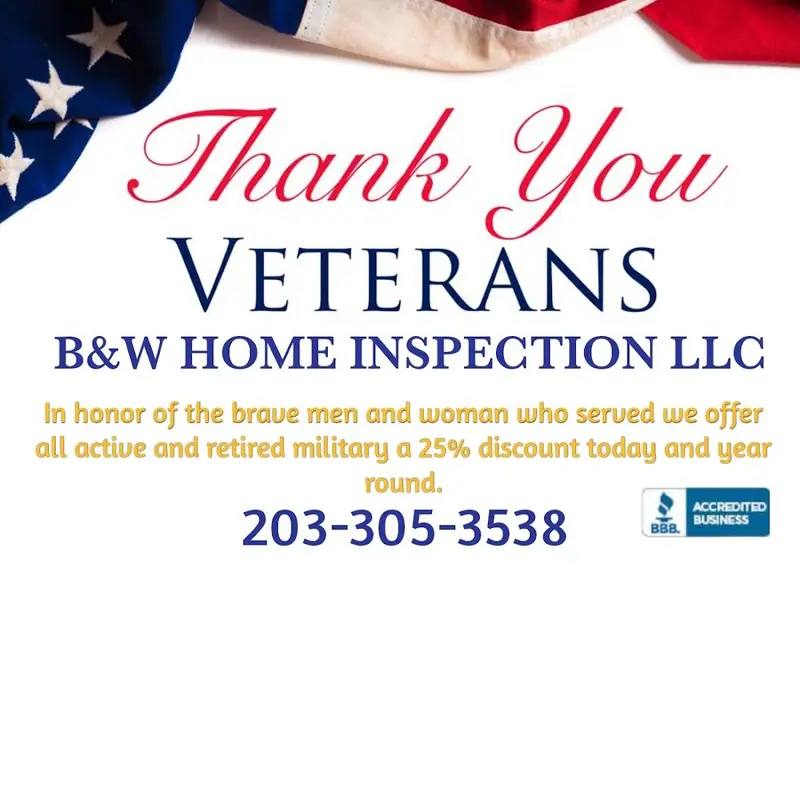 Thank You
VETERANS
B&W HOME INSPECTION LLC
In honor of the brave men and woman who served we offer
all active and retired military a 25% discount today and year
round.
203-305-3538
BBB.
ACCREDITED
BUSINESS